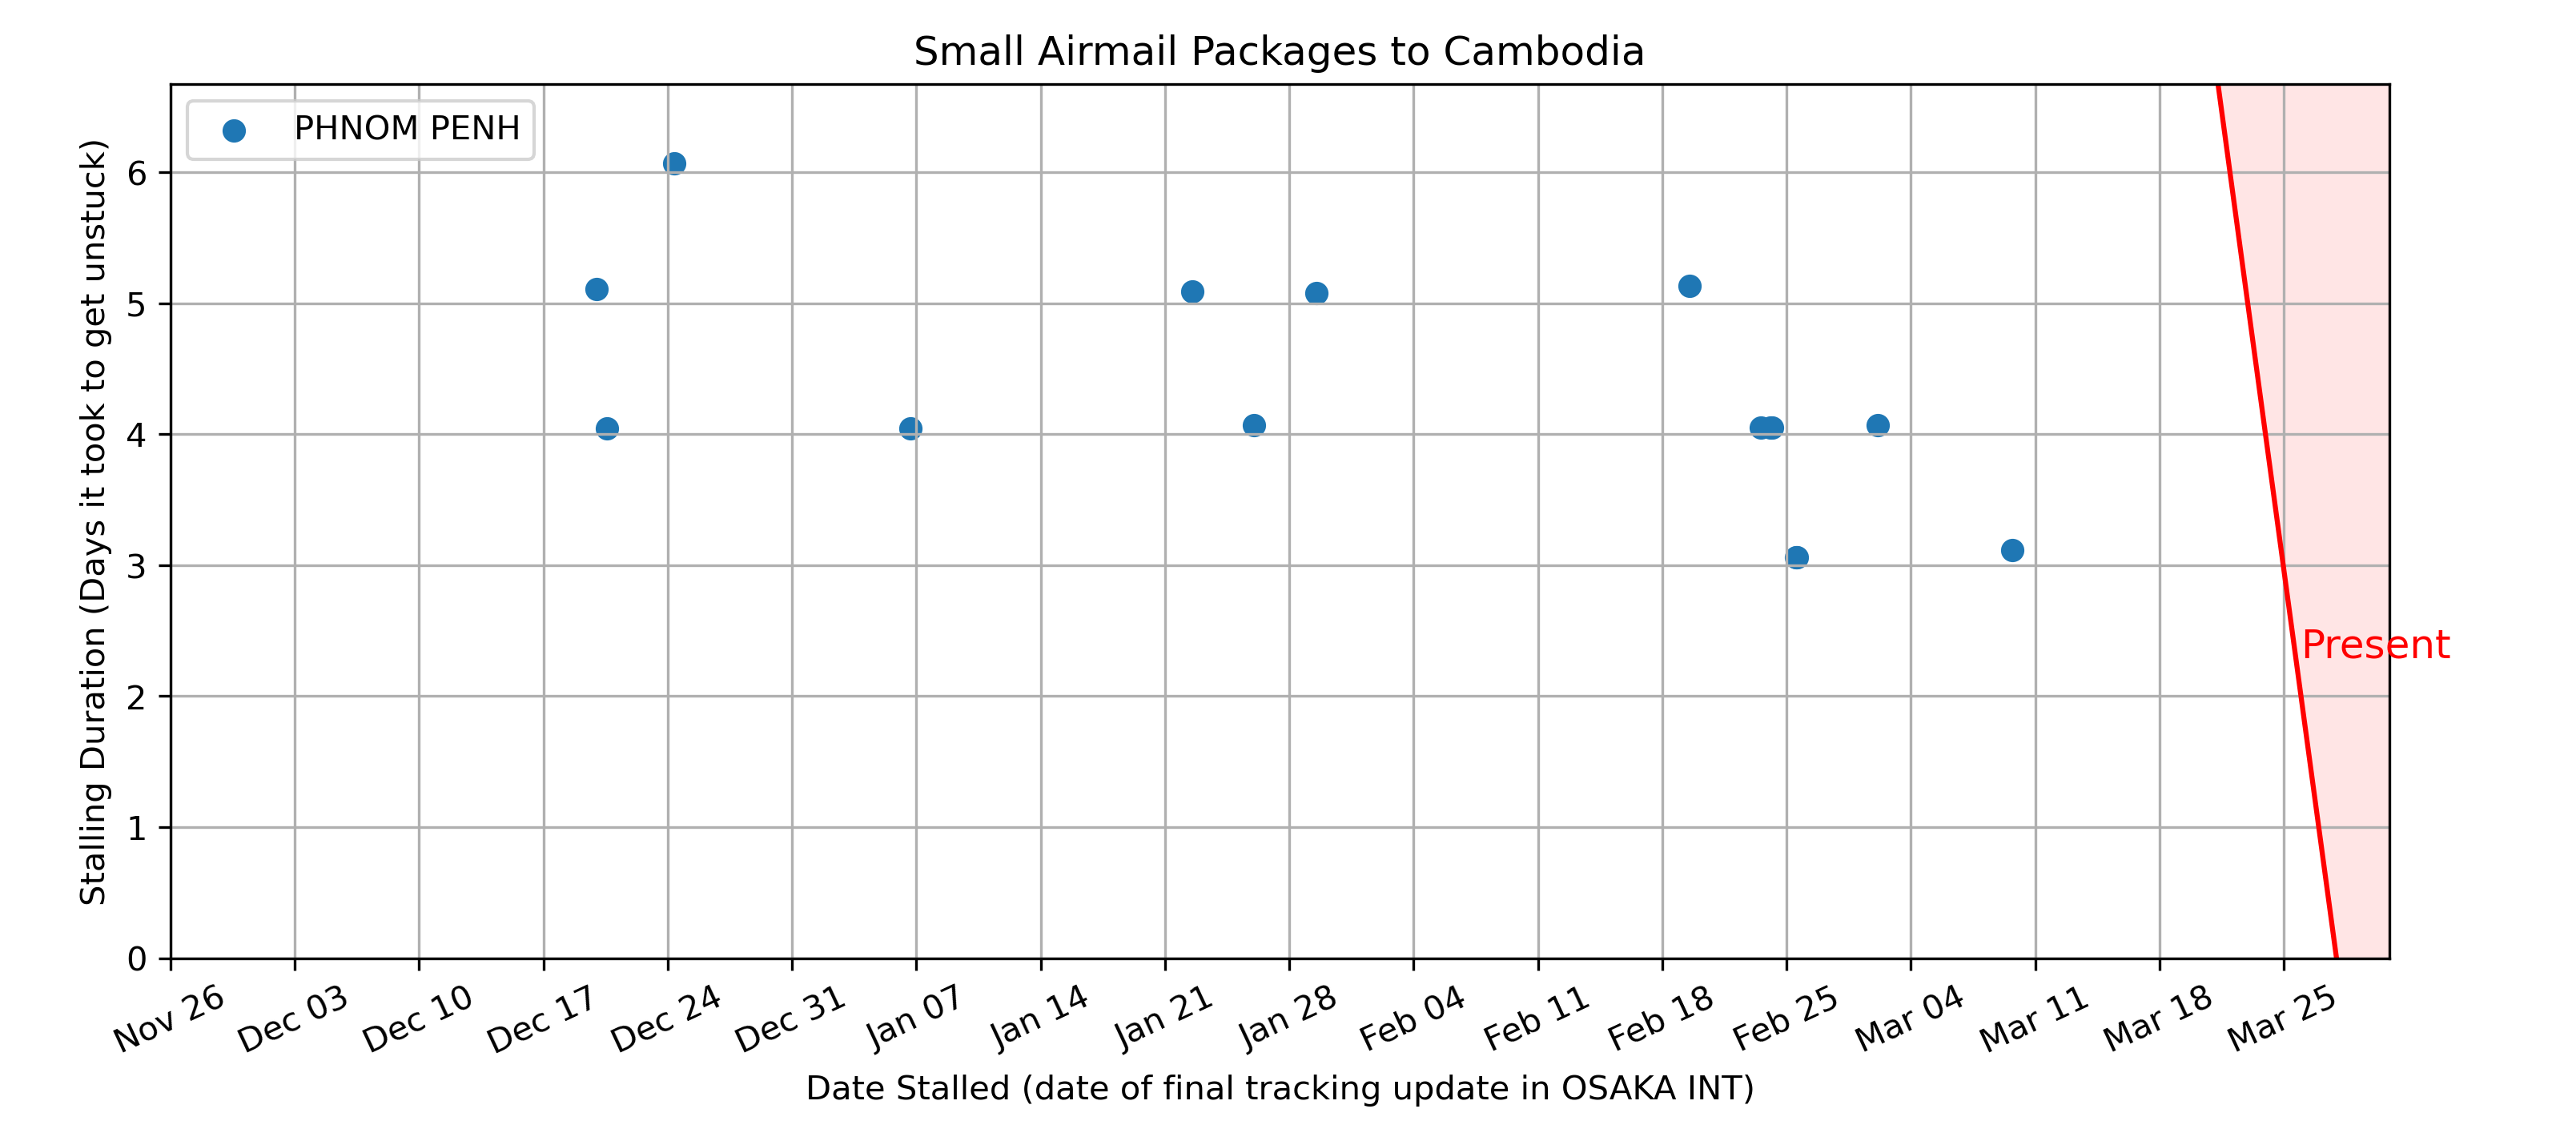 Small Airmail Packages to Cambodia
PHNOM PENH
Stalling Duration (Days it took to get unstuck)
6
5
4
3
2
1
0
Present
Nov 26
Dec 03
Dec 10
Dec 17
Dec 24
Dec 31
Jan 07
Jan 14
Jan 21
Jan 28
Feb 04
Feb 11
Feb 18
Feb 25
Mar 04
Mar 11
Mar 18
Mar 25
Date Stalled (date of final tracking update in OSAKA INT)